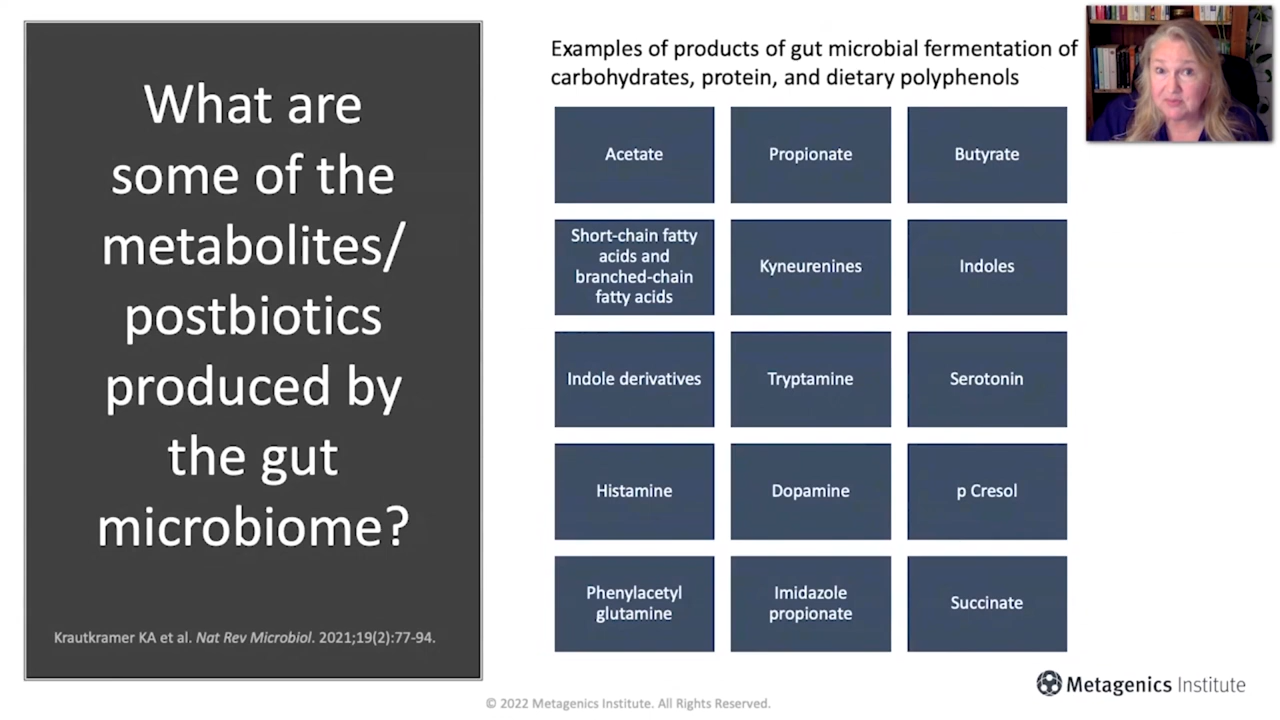 What are
some of the
metabolites/
postbiotics
produced by
the gut
microbiome?
Krautkramer KA et al. Nat Rev Microbiol. 2021;19(2):77-94.
Examples of products of gut microbial fermentation of
carbohydrates, protein, and dietary polyphenols
Acetate
Propionate
Butyrate
Short-chain fatty
acids and
branched-chain
fatty acids
Kyneurenines
Indoles
Indole derivatives
Tryptamine
Serotonin
Histamine
Dopamine
p Cresol
Phenylacetyl
glutamine
Imidazole
propionate
Succinate
Metagenics Institute
© 2022 Metagenics Institute. All Rights Reserved.